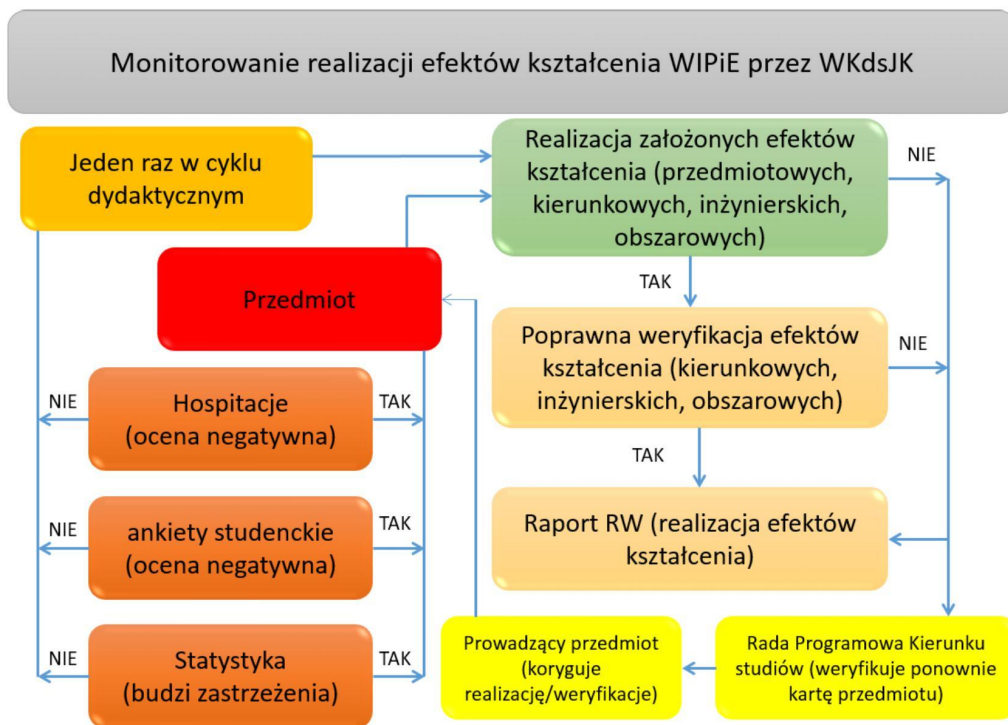 Monitorowanie realizacji efektów kształcenia WIPiE przez WKdsJK
Jeden raz w cyklu
dydaktycznym
Realizacja założonych efektów
kształcenia (przedmiotowych,
kierunkowych, inżynierskich,
obszarowych)
NIE
TAK
Przedmiot
Poprawna weryfikacja efektów
kształcenia (kierunkowych,
inżynierskich, obszarowych)
NIE
TAK
NIE
Hospitacje
(ocena negatywna)
TAK
NIE
ankiety studenckie
(ocena negatywna)
TAK
Raport RW (realizacja efektów
kształcenia)
NIE
Statystyka
(budzi zastrzeżenia)
TAK
Prowadzący przedmiot
(koryguje
realizację/weryfikacje)
Rada Programowa Kierunku
studiów (weryfikuje ponownie
kartę przedmiotu)